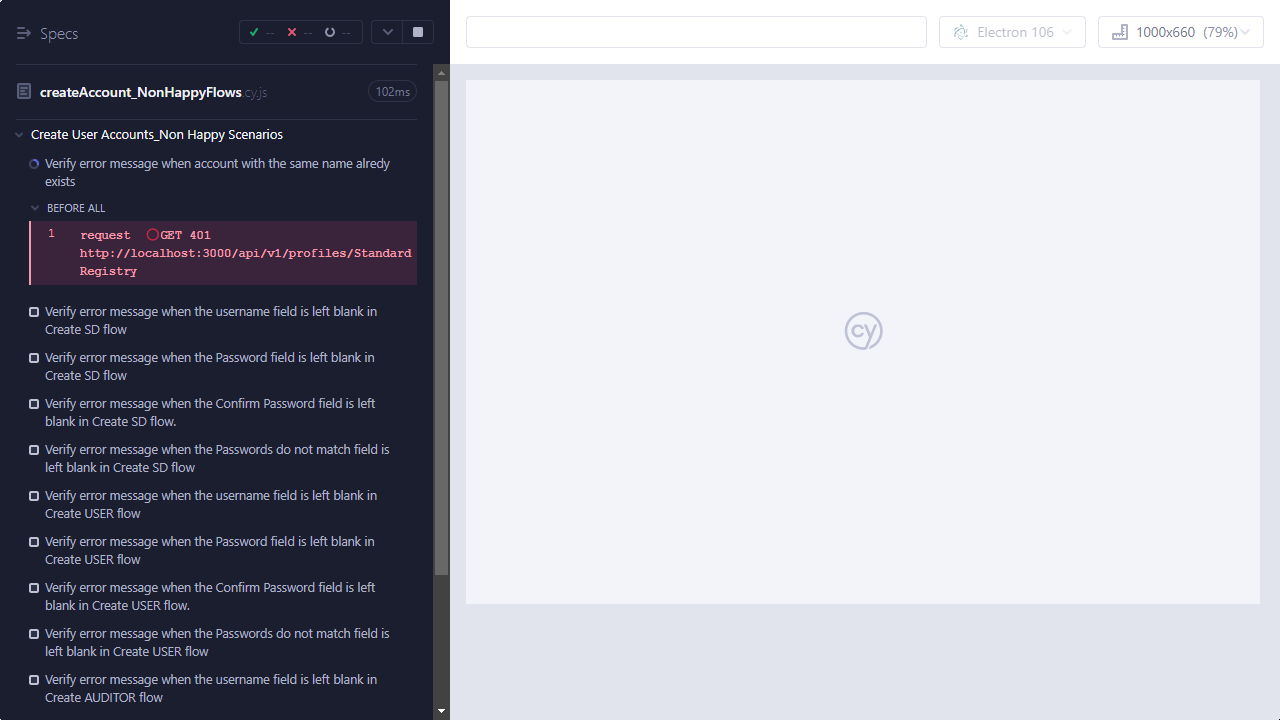 Specs
--
--
--
Electron 106
1000x660 (79%)
createAccount_NonHappyFlows.cy.js
102ms
Create User Accounts_Non Happy Scenarios
Verify error message when account with the same name alredy
exists
BEFORE ALL
1 request GET 401
http://localhost:3000/api/v1/profiles/Standard
Registry
cy
Verify error message when the username field is left blank in
Create SD flow
Verify error message when the Password field is left blank in
Create SD flow
Verify error message when the Confirm Password field is left
blank in Create SD flow.
Verify error message when the Passwords do not match field is
left blank in Create SD flow
Verify error message when the username field is left blank in
Create USER flow
Verify error message when the Password field is left blank in
Create USER flow
Verify error message when the Confirm Password field is left
blank in Create USER flow.
Verify error message when the Passwords do not match field is
left blank in Create USER flow
Verify error message when the username field is left blank in
Create AUDITOR flow